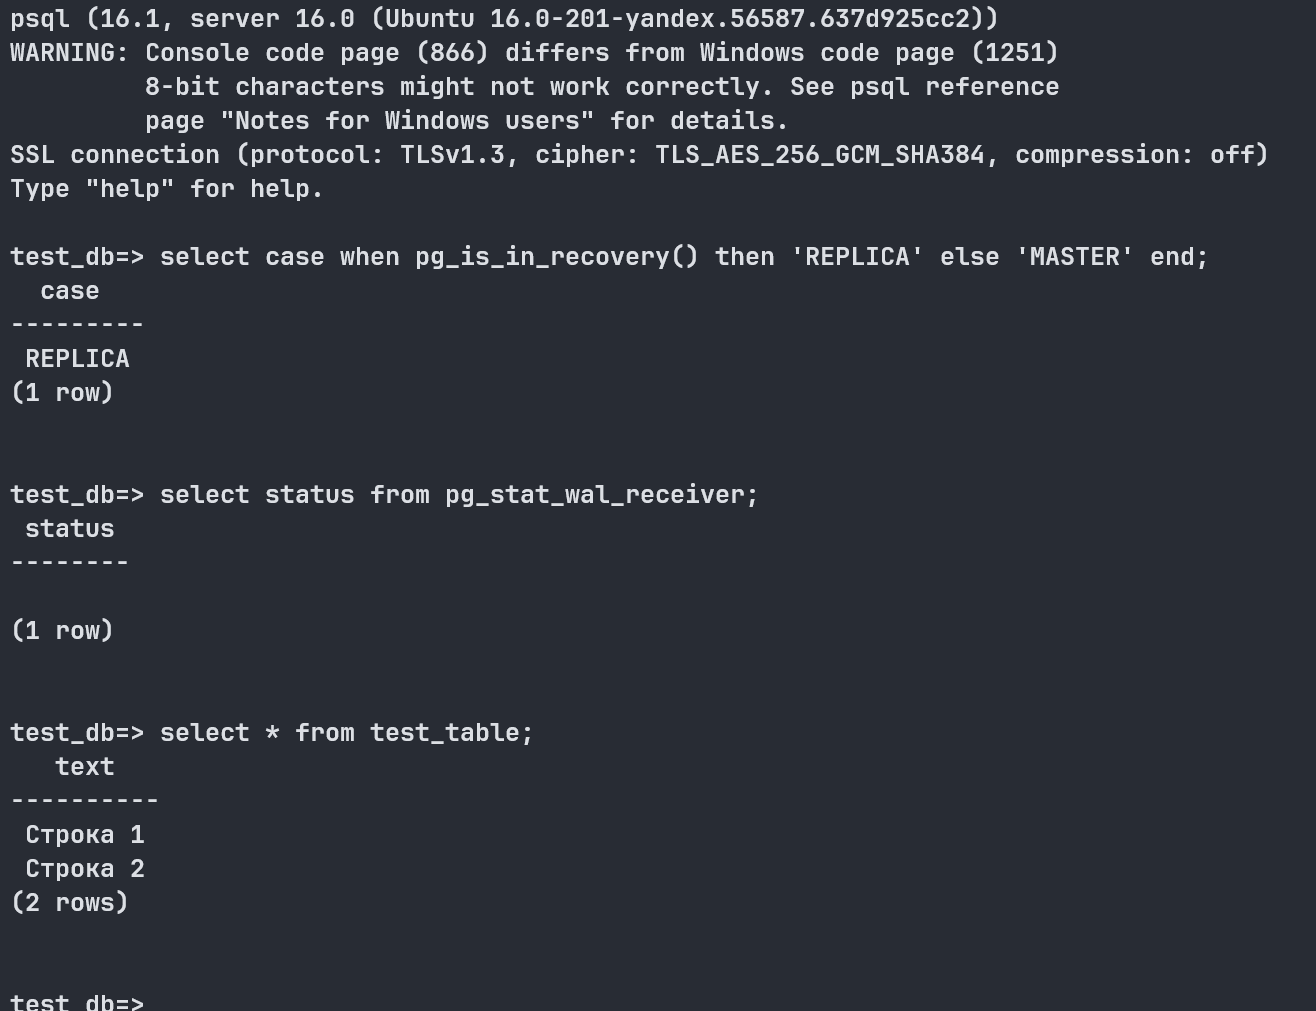 psql (16.1, server 16.0 (Ubuntu 16.0-201-yandex.56587.637d925cc2))
WARNING: Console code page (866) differs from Windows code page (1251)
         8-bit characters might not work correctly. See psql reference
         page "Notes for Windows users" for details.
SSL connection (protocol: TLSv1.3, cipher: TLS_AES_256_GCM_SHA384, compression: off)
Type "help" for help.

test_db=> select case when pg_is_in_recovery() then 'REPLICA' else 'MASTER' end;
  case
---------
 REPLICA
(1 row)


test_db=> select status from pg_stat_wal_receiver;
 status
--------

(1 row)


test_db=> select * from test_table;
   text
----------
 Строка 1
 Строка 2
(2 rows)


test_db=>